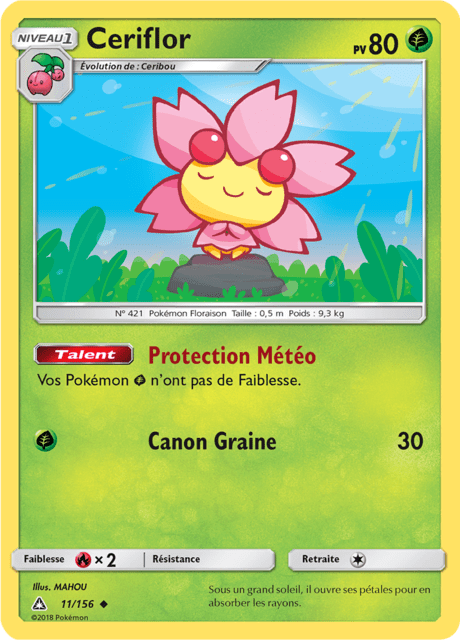 NIVEAU 1
Ceriflor
PV 80
Évolution de : Ceribou
N° 421 Pokémon Floraison Taille : 0,5 m Poids : 9,3 kg
Talent Protection Météo
Vos Pokémon n'ont pas de Faiblesse.
Canon Graine 30
Faiblesse ×2 Résistance Retraite
Illus. MAHOU
11/156
©2018 Pokémon
Sous un grand soleil, il ouvre ses pétales pour en
absorber les rayons.